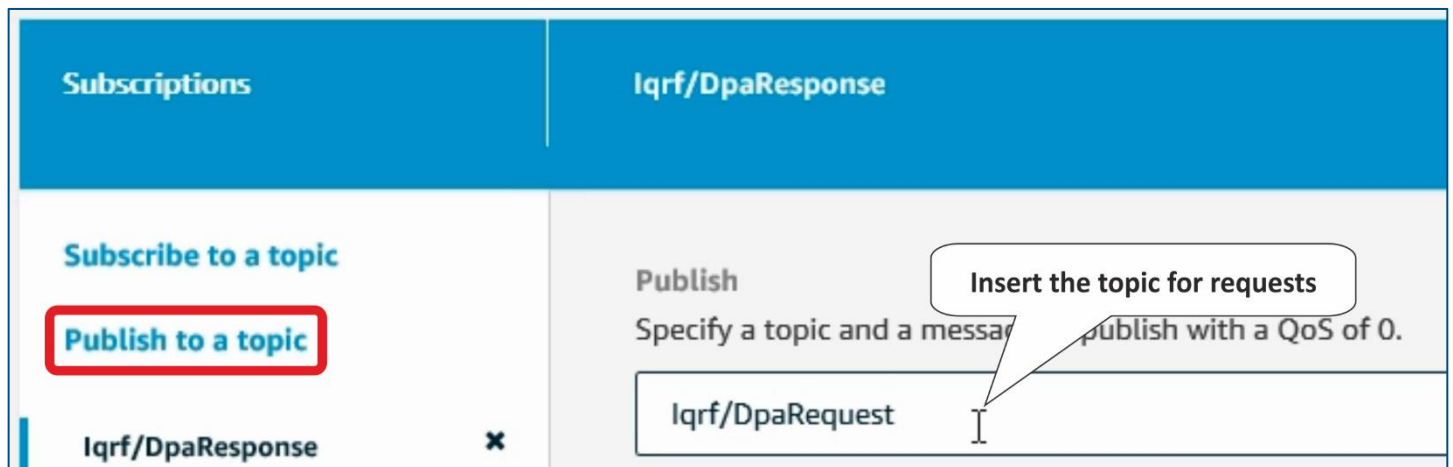 Subscriptions
Iqrf/DpaResponse
Subscribe to a topic
Publish to a topic
Iqrf/DpaResponse
Publish
Insert the topic for requests
Specify a topic and a messa publish with a QoS of 0.
Iqrf/DpaRequest